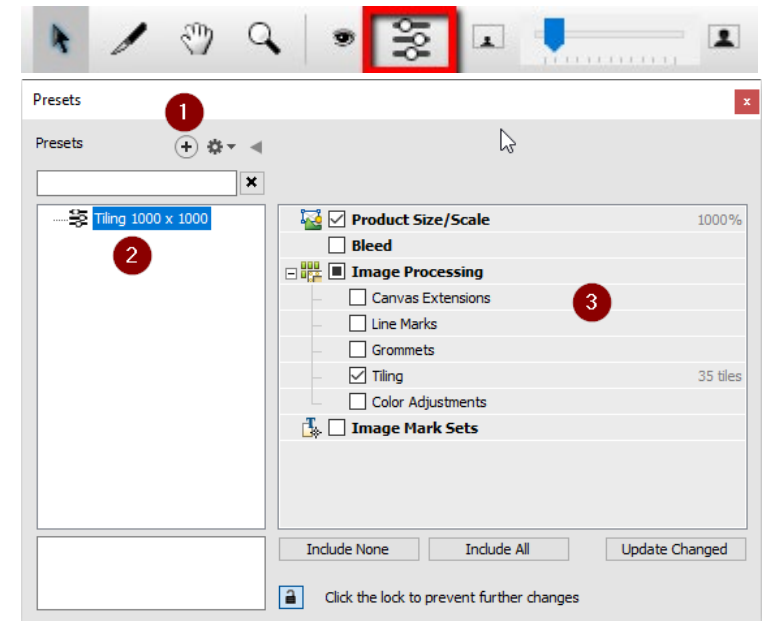 Presets
x
1
Presets
Tiling 1000 x 1000
2
Product Size/Scale 1000%
Bleed
Image Processing
Canvas Extensions
3
Line Marks
Grommets
Tiling 35 tiles
Color Adjustments
Image Mark Sets
Include None Include All Update Changed
Click the lock to prevent further changes